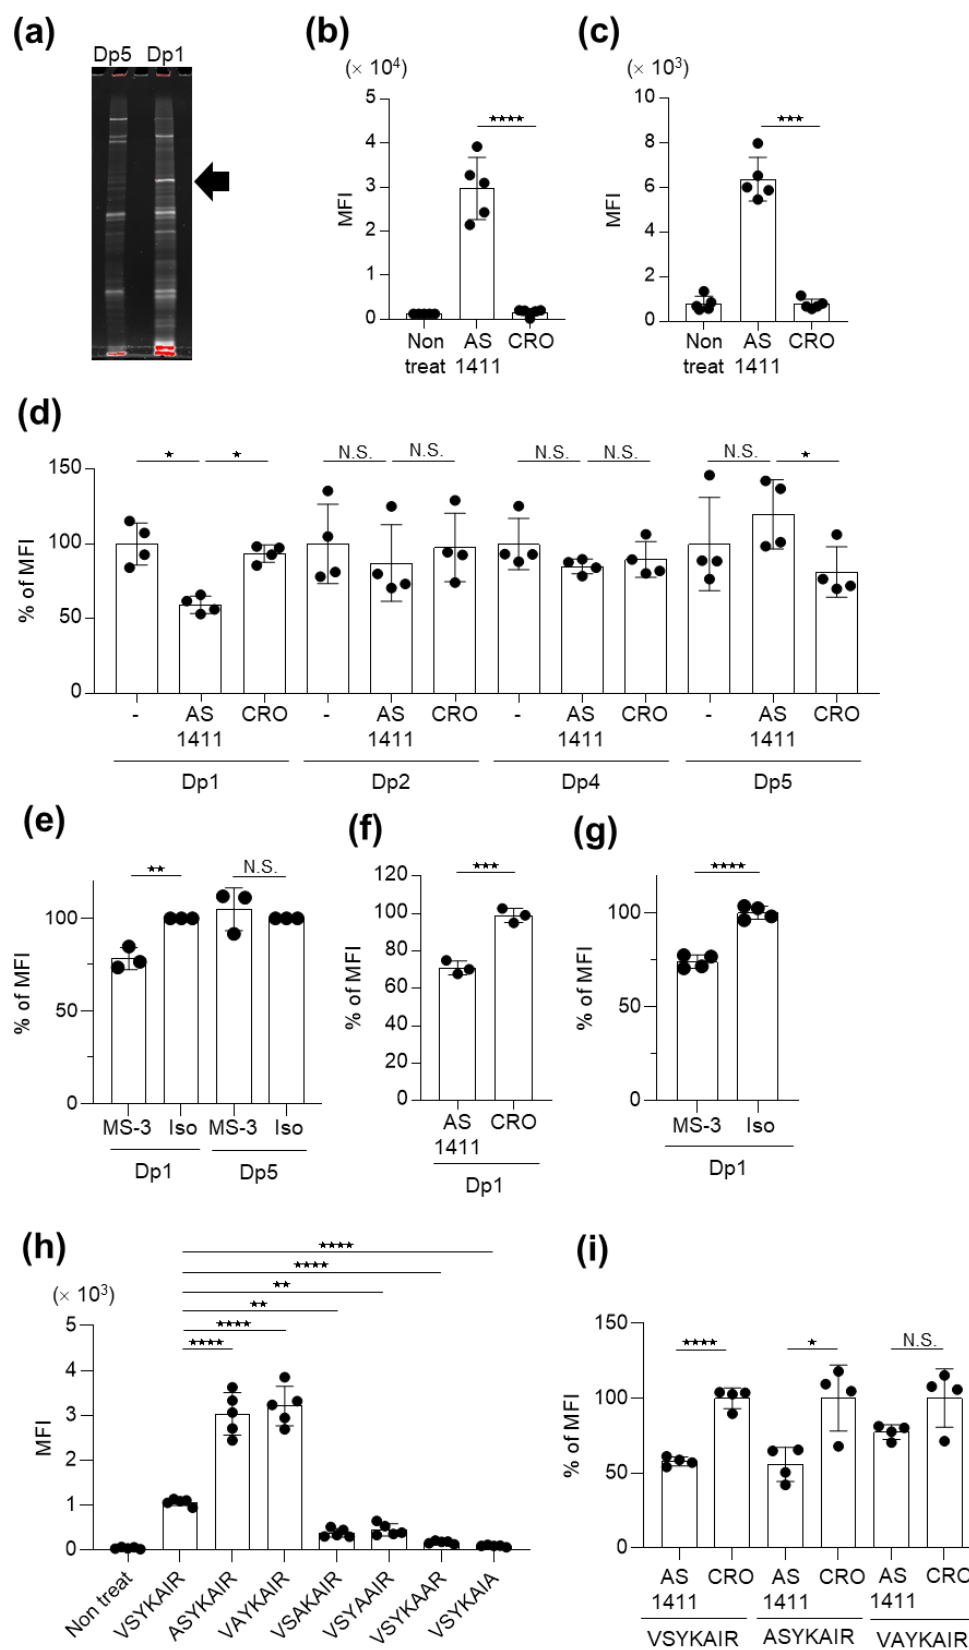 (a)
Dp5 Dp1
(b)
(× 10⁴)
5
4
3
2
1
0
MFI
★★★★
Non treat
AS 1411
CRO
(c)
(× 10³)
10
8
6
4
2
0
MFI
★★★
Non treat
AS 1411
CRO
(d)
150
100
50
0
% of MFI
★ ★ N.S. N.S. N.S. N.S. N.S. ★
- AS 1411 CRO - AS 1411 CRO - AS 1411 CRO - AS 1411 CRO
Dp1 Dp2 Dp4 Dp5
(e)
100
50
0
% of MFI
★★ N.S.
MS-3 Iso MS-3 Iso
Dp1 Dp5
(f)
120
100
80
60
40
20
0
% of MFI
★★★
AS 1411 CRO
Dp1
(g)
100
50
0
% of MFI
★★★★
MS-3 Iso
Dp1
(h)
(× 10³)
5
4
3
2
1
0
MFI
★★★★
★★★★
★★
★★
★★★★
★★★★
Non treat
VSYKAIR
ASYKAIR
VAYKAIR
VSAKAIR
VSYAAIR
VSYKAAR
VSYKAIA
(i)
150
100
50
0
% of MFI
★★★★ ★ N.S.
AS 1411 CRO AS 1411 CRO AS 1411 CRO
VSYKAIR ASYKAIR VAYKAIR